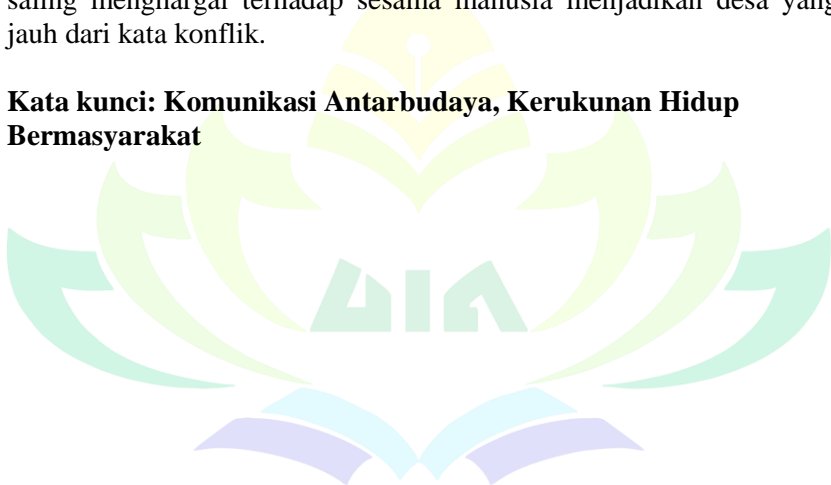 saling menghargai terhadap sesama manusia menjadikan desa yang
jauh dari kata konflik.
Kata kunci: Komunikasi Antarbudaya, Kerukunan Hidup
Bermasyarakat
UIN